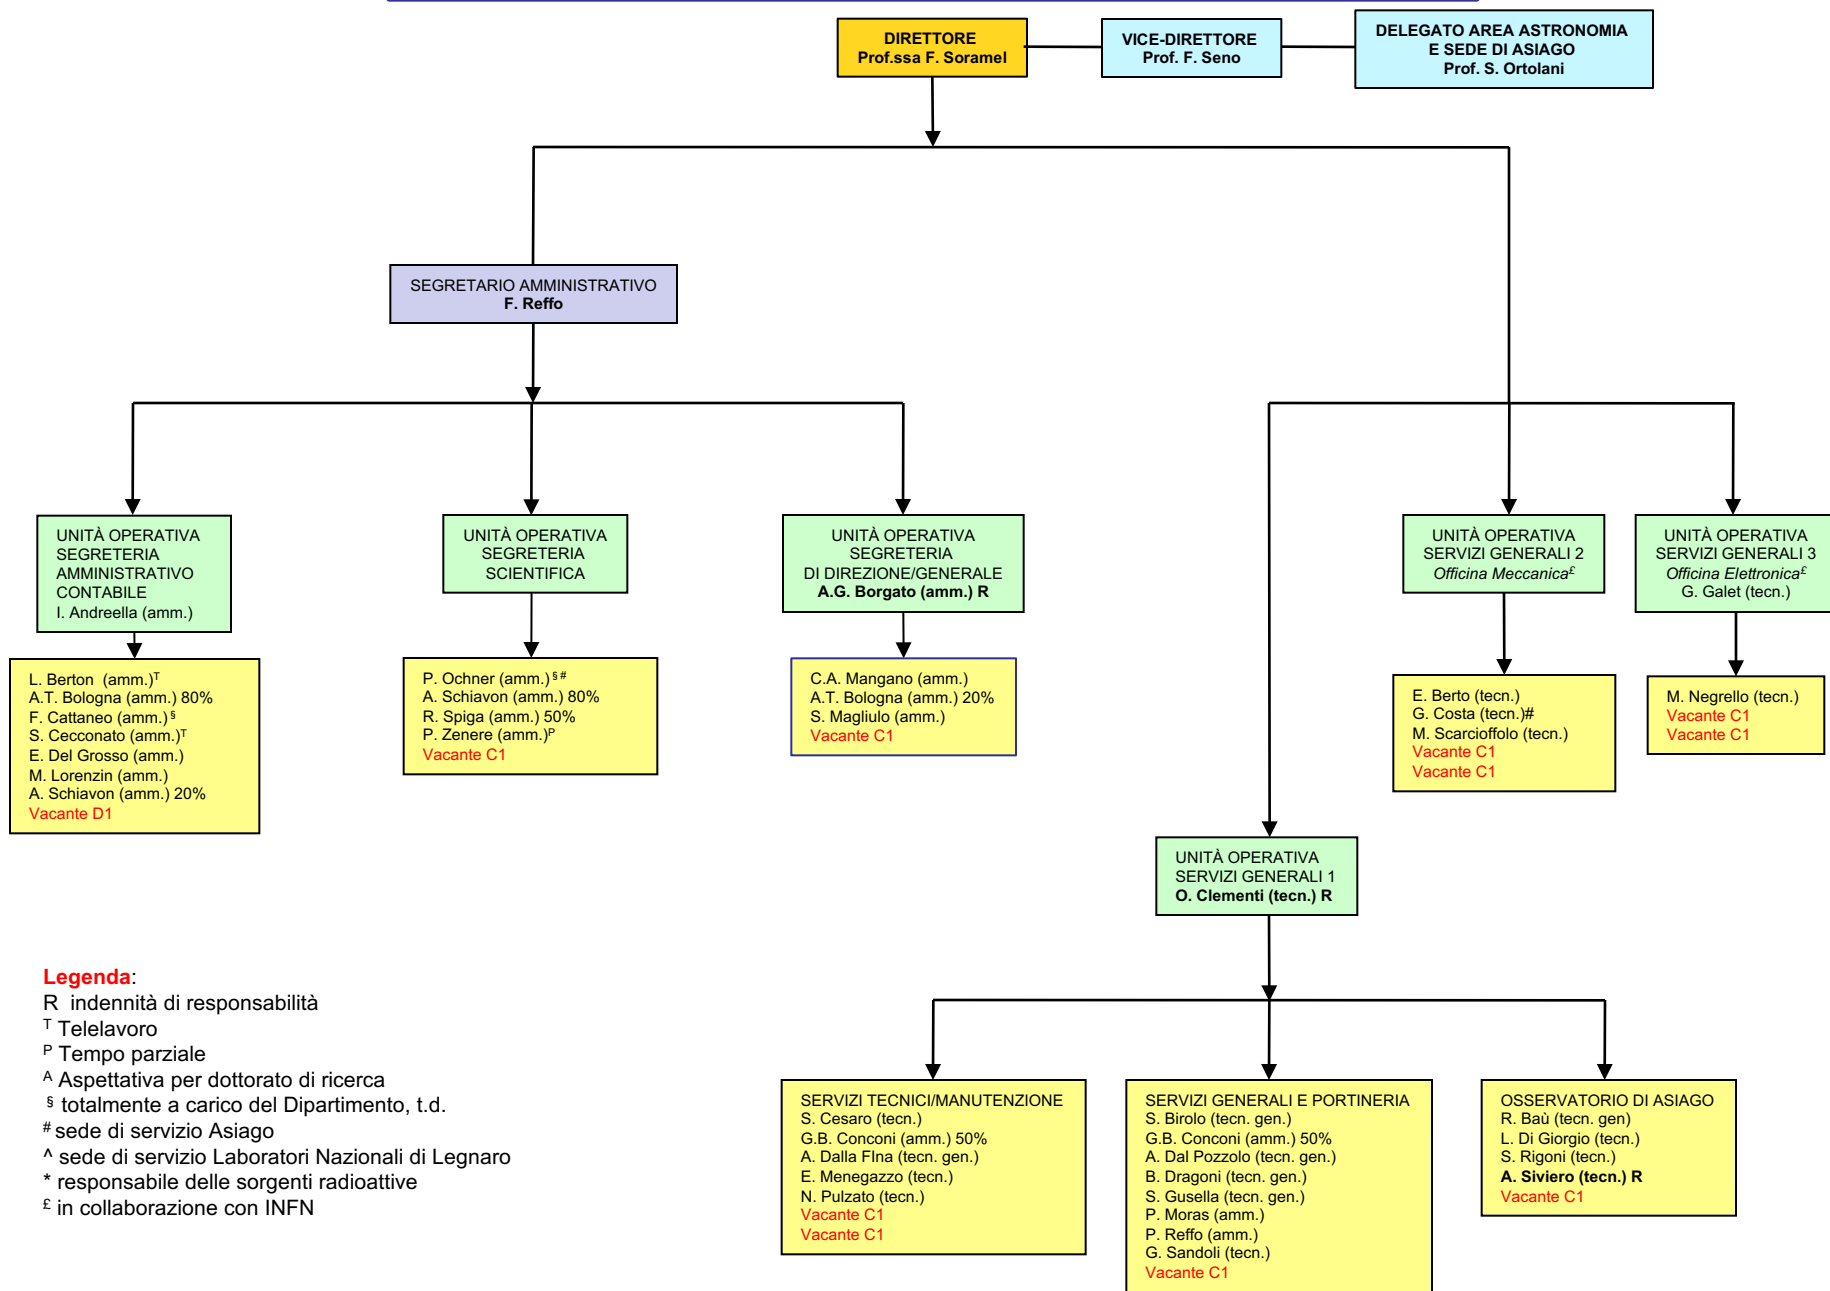 DIRETTORE
Prof.ssa F. Soramel
VICE-DIRETTORE
Prof. F. Seno
DELEGATO AREA ASTRONOMIA
E SEDE DI ASIAGO
Prof. S. Ortolani
SEGRETARIO AMMINISTRATIVO
F. Reffo
UNITÀ OPERATIVA
SEGRETERIA
AMMINISTRATIVO
CONTABILE
I. Andreella (amm.)
UNITÀ OPERATIVA
SEGRETERIA
SCIENTIFICA
UNITÀ OPERATIVA
SEGRETERIA
DI DIREZIONE/GENERALE
A.G. Borgato (amm.) R
UNITÀ OPERATIVA
SERVIZI GENERALI 2
Officina Meccanica£
UNITÀ OPERATIVA
SERVIZI GENERALI 3
Officina Elettronica£
G. Galet (tecn.)
L. Berton (amm.)T
A.T. Bologna (amm.) 80%
F. Cattaneo (amm.)§
S. Cecconato (amm.)T
E. Del Grosso (amm.)
M. Lorenzin (amm.)
A. Schiavon (amm.) 20%
Vacante D1
P. Ochner (amm.)§#
A. Schiavon (amm.) 80%
R. Spiga (amm.) 50%
P. Zenere (amm.)P
Vacante C1
C.A. Mangano (amm.)
A.T. Bologna (amm.) 20%
S. Magliulo (amm.)
Vacante C1
E. Berto (tecn.)
G. Costa (tecn.)#
M. Scarcioffolo (tecn.)
Vacante C1
Vacante C1
M. Negrello (tecn.)
Vacante C1
Vacante C1
UNITÀ OPERATIVA
SERVIZI GENERALI 1
O. Clementi (tecn.) R
Legenda:
R indennità di responsabilità
T Telelavoro
P Tempo parziale
A Aspettativa per dottorato di ricerca
§ totalmente a carico del Dipartimento, t.d.
# sede di servizio Asiago
^ sede di servizio Laboratori Nazionali di Legnaro
* responsabile delle sorgenti radioattive
£ in collaborazione con INFN
SERVIZI TECNICI/MANUTENZIONE
S. Cesaro (tecn.)
G.B. Conconi (amm.) 50%
A. Dalla FIna (tecn. gen.)
E. Menegazzo (tecn.)
N. Pulzato (tecn.)
Vacante C1
Vacante C1
SERVIZI GENERALI E PORTINERIA
S. Birolo (tecn. gen.)
G.B. Conconi (amm.) 50%
A. Dal Pozzolo (tecn. gen.)
B. Dragoni (tecn. gen.)
S. Gusella (tecn. gen.)
P. Moras (amm.)
P. Reffo (amm.)
G. Sandoli (tecn.)
Vacante C1
OSSERVATORIO DI ASIAGO
R. Baù (tecn. gen)
L. Di Giorgio (tecn.)
S. Rigoni (tecn.)
A. Siviero (tecn.) R
Vacante C1